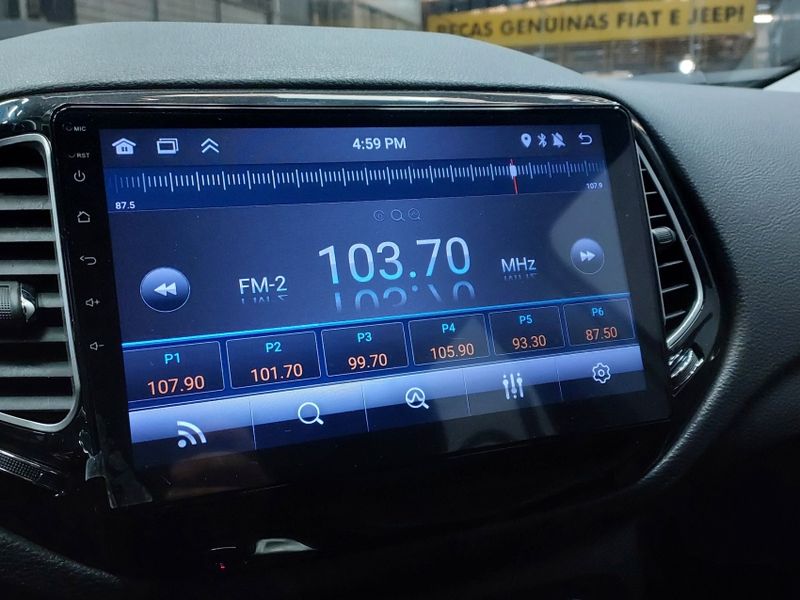 PEÇAS GENUÍNAS FIAT E JEEP!
MIC
4:59 PM
RST
87.5
107.9
103.70
FM-2
MHz
P1
P2
P3
P4
P5
P6
107.90
101.70
99.70
105.90
93.30
87.50